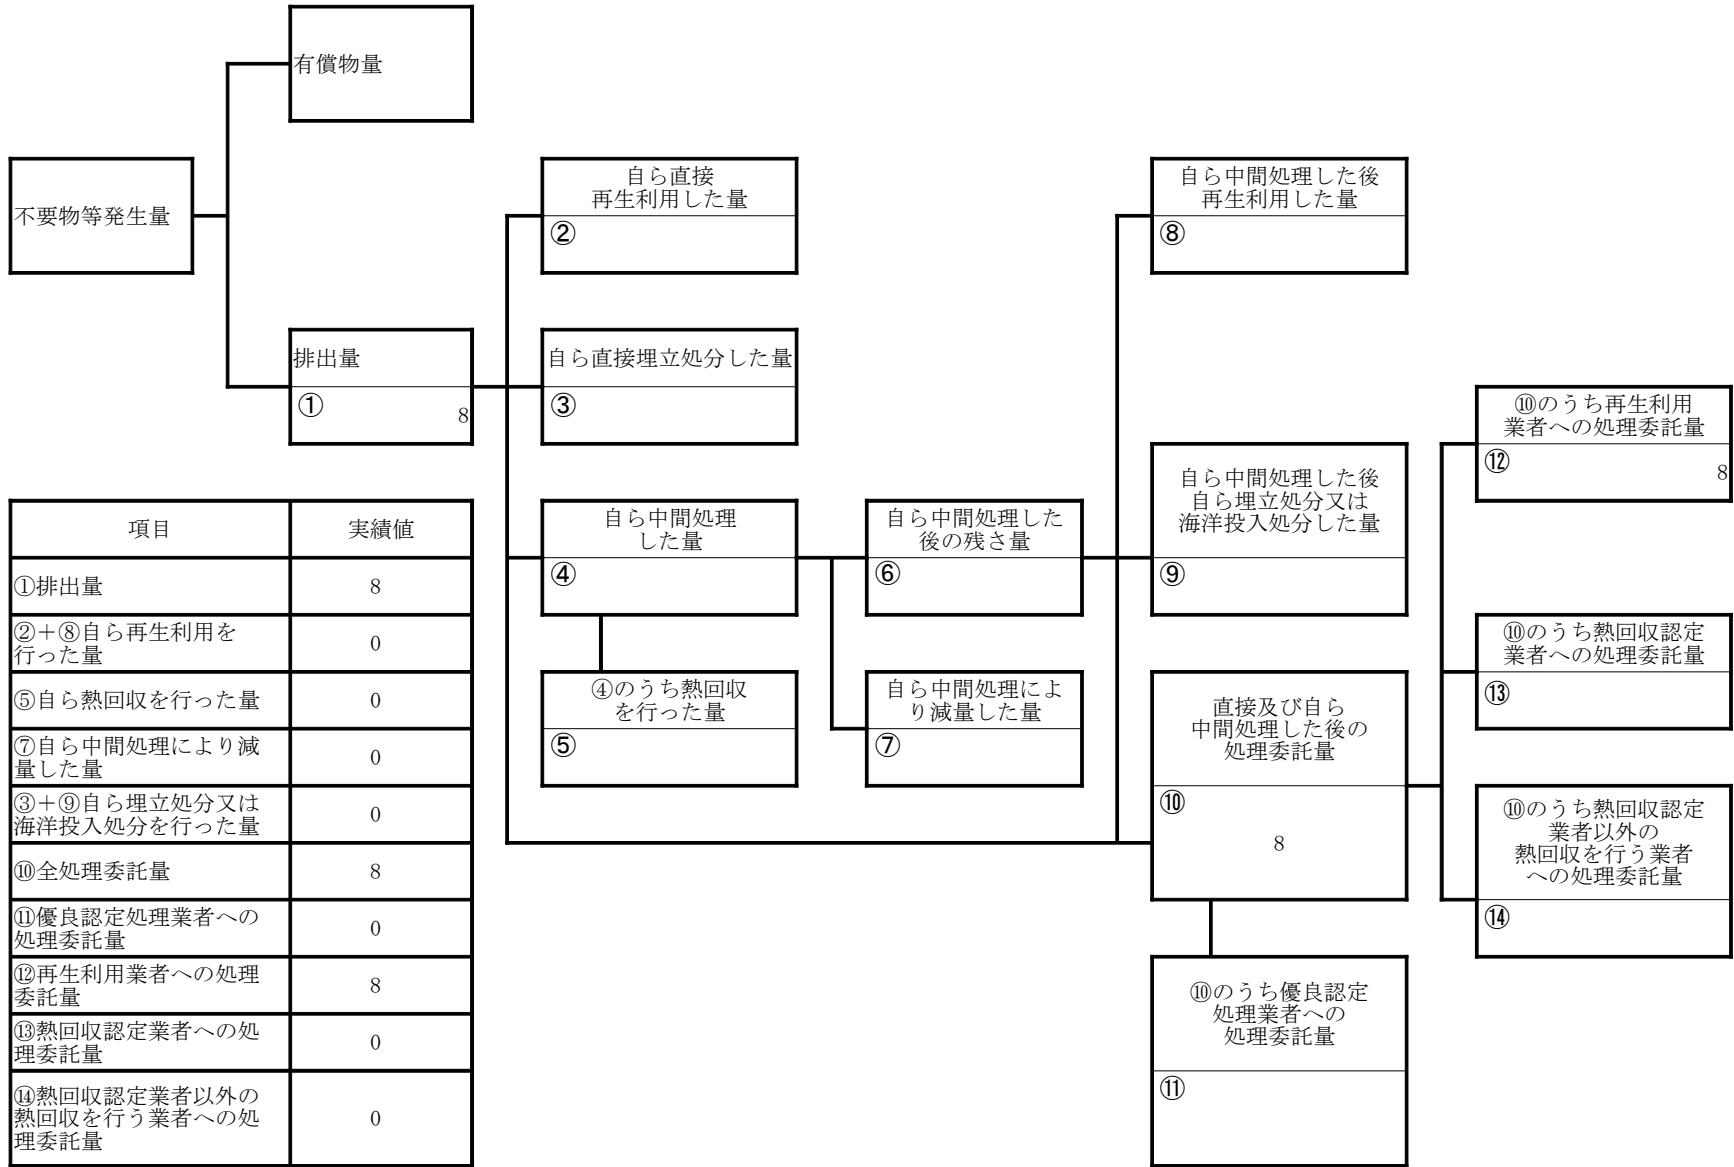 有償物量
不要物等発生量
排出量
①
8
自ら直接
再生利用した量
②
自ら直接埋立処分した量
③
自ら中間処理
した量
④
④のうち熱回収
を行った量
⑤
自ら中間処理した
後の残さ量
⑥
自ら中間処理によ
り減量した量
⑦
自ら中間処理した後
再生利用した量
⑧
自ら中間処理した後
自ら埋立処分又は
海洋投入処分した量
⑨
直接及び自ら
中間処理した後の
処理委託量
⑩
8
⑩のうち優良認定
処理業者への
処理委託量
⑪
⑩のうち再生利用
業者への処理委託量
⑫
8
⑩のうち熱回収認定
業者への処理委託量
⑬
⑩のうち熱回収認定
業者以外の
熱回収を行う業者
への処理委託量
⑭
項目 実績値
①排出量 8
②+⑧自ら再生利用を
行った量 0
⑤自ら熱回収を行った量 0
⑦自ら中間処理により減
量した量 0
③+⑨自ら埋立処分又は
海洋投入処分を行った量 0
⑩全処理委託量 8
⑪優良認定処理業者への
処理委託量 0
⑫再生利用業者への処理
委託量 8
⑬熱回収認定業者への処
理委託量 0
⑭熱回収認定業者以外の
熱回収を行う業者への処
理委託量 0